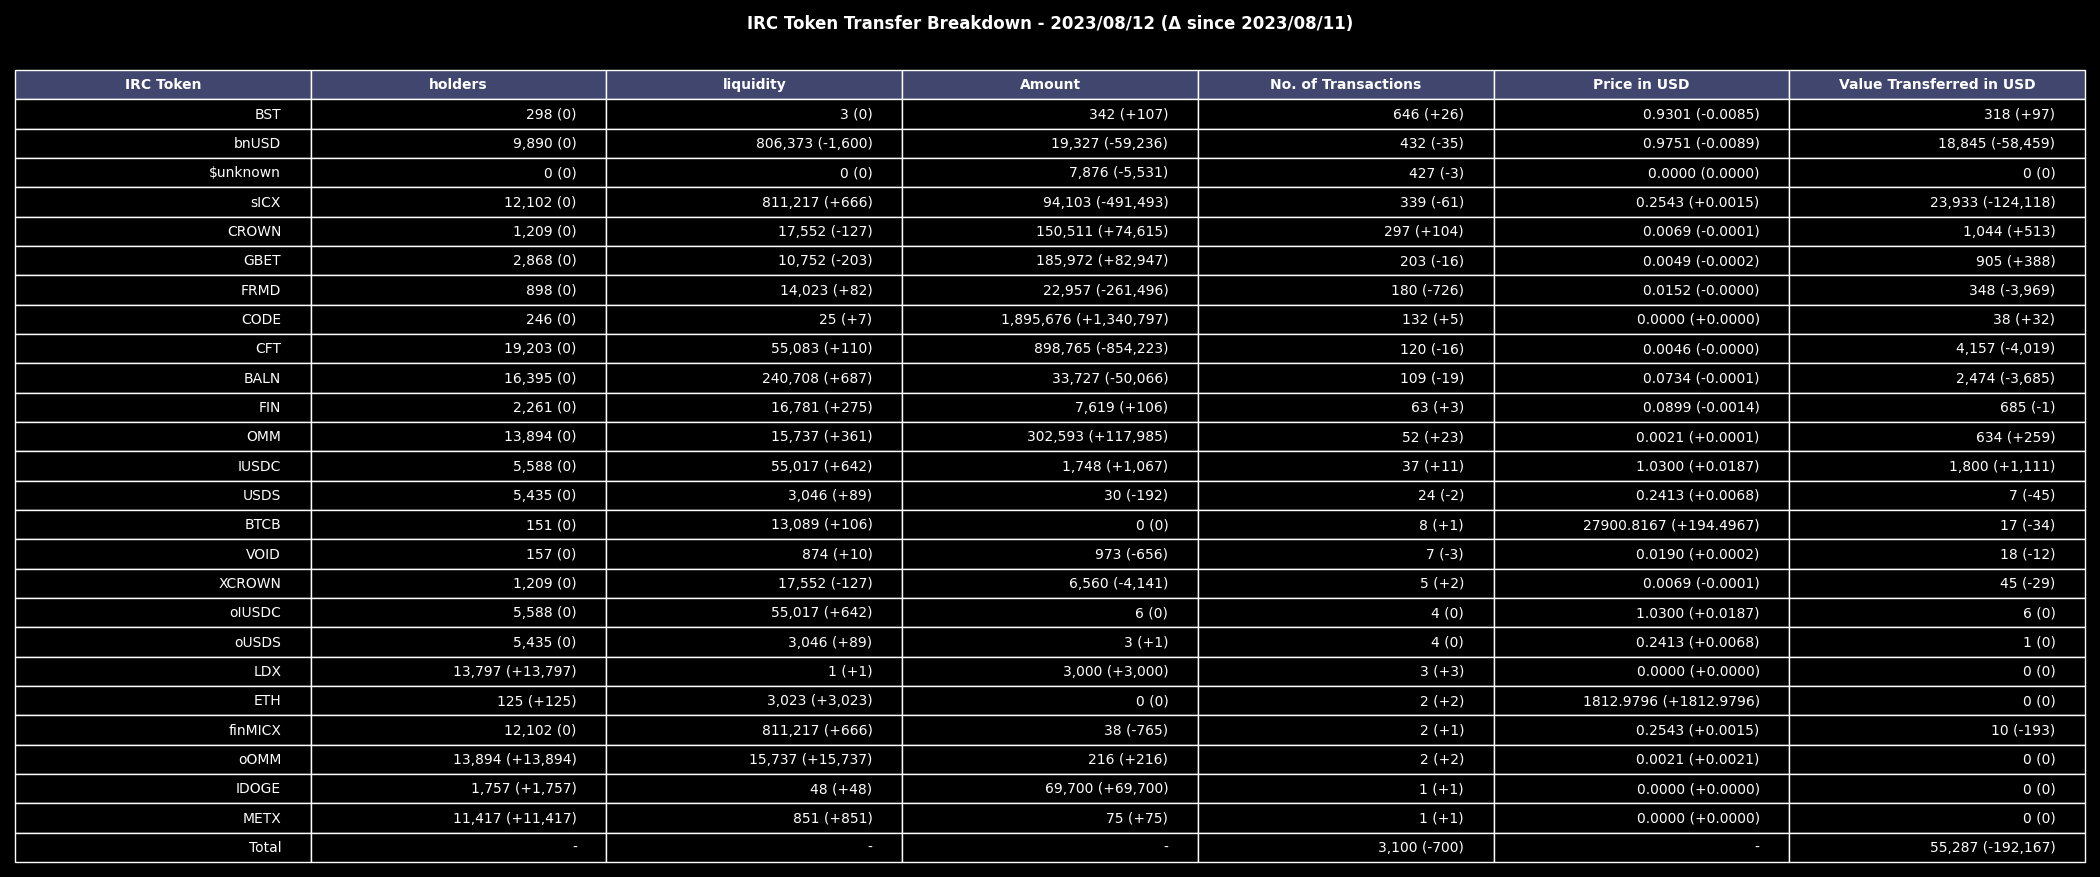 IRC Token Transfer Breakdown - 2023/08/12 (Δ since 2023/08/11)
IRC Token holders liquidity Amount No. of Transactions Price in USD Value Transferred in USD
BST 298 (0) 3 (0) 342 (+107) 646 (+26) 0.9301 (-0.0085) 318 (+97)
bnUSD 9,890 (0) 806,373 (-1,600) 19,327 (-59,236) 432 (-35) 0.9751 (-0.0089) 18,845 (-58,459)
$unknown 0 (0) 0 (0) 7,876 (-5,531) 427 (-3) 0.0000 (0.0000) 0 (0)
sICX 12,102 (0) 811,217 (+666) 94,103 (-491,493) 339 (-61) 0.2543 (+0.0015) 23,933 (-124,118)
CROWN 1,209 (0) 17,552 (-127) 150,511 (+74,615) 297 (+104) 0.0069 (-0.0001) 1,044 (+513)
GBET 2,868 (0) 10,752 (-203) 185,972 (+82,947) 203 (-16) 0.0049 (-0.0002) 905 (+388)
FRMD 898 (0) 14,023 (+82) 22,957 (-261,496) 180 (-726) 0.0152 (-0.0000) 348 (-3,969)
CODE 246 (0) 25 (+7) 1,895,676 (+1,340,797) 132 (+5) 0.0000 (+0.0000) 38 (+32)
CFT 19,203 (0) 55,083 (+110) 898,765 (-854,223) 120 (-16) 0.0046 (-0.0000) 4,157 (-4,019)
BALN 16,395 (0) 240,708 (+687) 33,727 (-50,066) 109 (-19) 0.0734 (-0.0001) 2,474 (-3,685)
FIN 2,261 (0) 16,781 (+275) 7,619 (+106) 63 (+3) 0.0899 (-0.0014) 685 (-1)
OMM 13,894 (0) 15,737 (+361) 302,593 (+117,985) 52 (+23) 0.0021 (+0.0001) 634 (+259)
IUSDC 5,588 (0) 55,017 (+642) 1,748 (+1,067) 37 (+11) 1.0300 (+0.0187) 1,800 (+1,111)
USDS 5,435 (0) 3,046 (+89) 30 (-192) 24 (-2) 0.2413 (+0.0068) 7 (-45)
BTCB 151 (0) 13,089 (+106) 0 (0) 8 (+1) 27900.8167 (+194.4967) 17 (-34)
VOID 157 (0) 874 (+10) 973 (-656) 7 (-3) 0.0190 (+0.0002) 18 (-12)
XCROWN 1,209 (0) 17,552 (-127) 6,560 (-4,141) 5 (+2) 0.0069 (-0.0001) 45 (-29)
oIUSDC 5,588 (0) 55,017 (+642) 6 (0) 4 (0) 1.0300 (+0.0187) 6 (0)
oUSDS 5,435 (0) 3,046 (+89) 3 (+1) 4 (0) 0.2413 (+0.0068) 1 (0)
LDX 13,797 (+13,797) 1 (+1) 3,000 (+3,000) 3 (+3) 0.0000 (+0.0000) 0 (0)
ETH 125 (+125) 3,023 (+3,023) 0 (0) 2 (+2) 1812.9796 (+1812.9796) 0 (0)
finMICX 12,102 (0) 811,217 (+666) 38 (-765) 2 (+1) 0.2543 (+0.0015) 10 (-193)
oOMM 13,894 (+13,894) 15,737 (+15,737) 216 (+216) 2 (+2) 0.0021 (+0.0021) 0 (0)
IDOGE 1,757 (+1,757) 48 (+48) 69,700 (+69,700) 1 (+1) 0.0000 (+0.0000) 0 (0)
METX 11,417 (+11,417) 851 (+851) 75 (+75) 1 (+1) 0.0000 (+0.0000) 0 (0)
Total - - - 3,100 (-700) - 55,287 (-192,167)